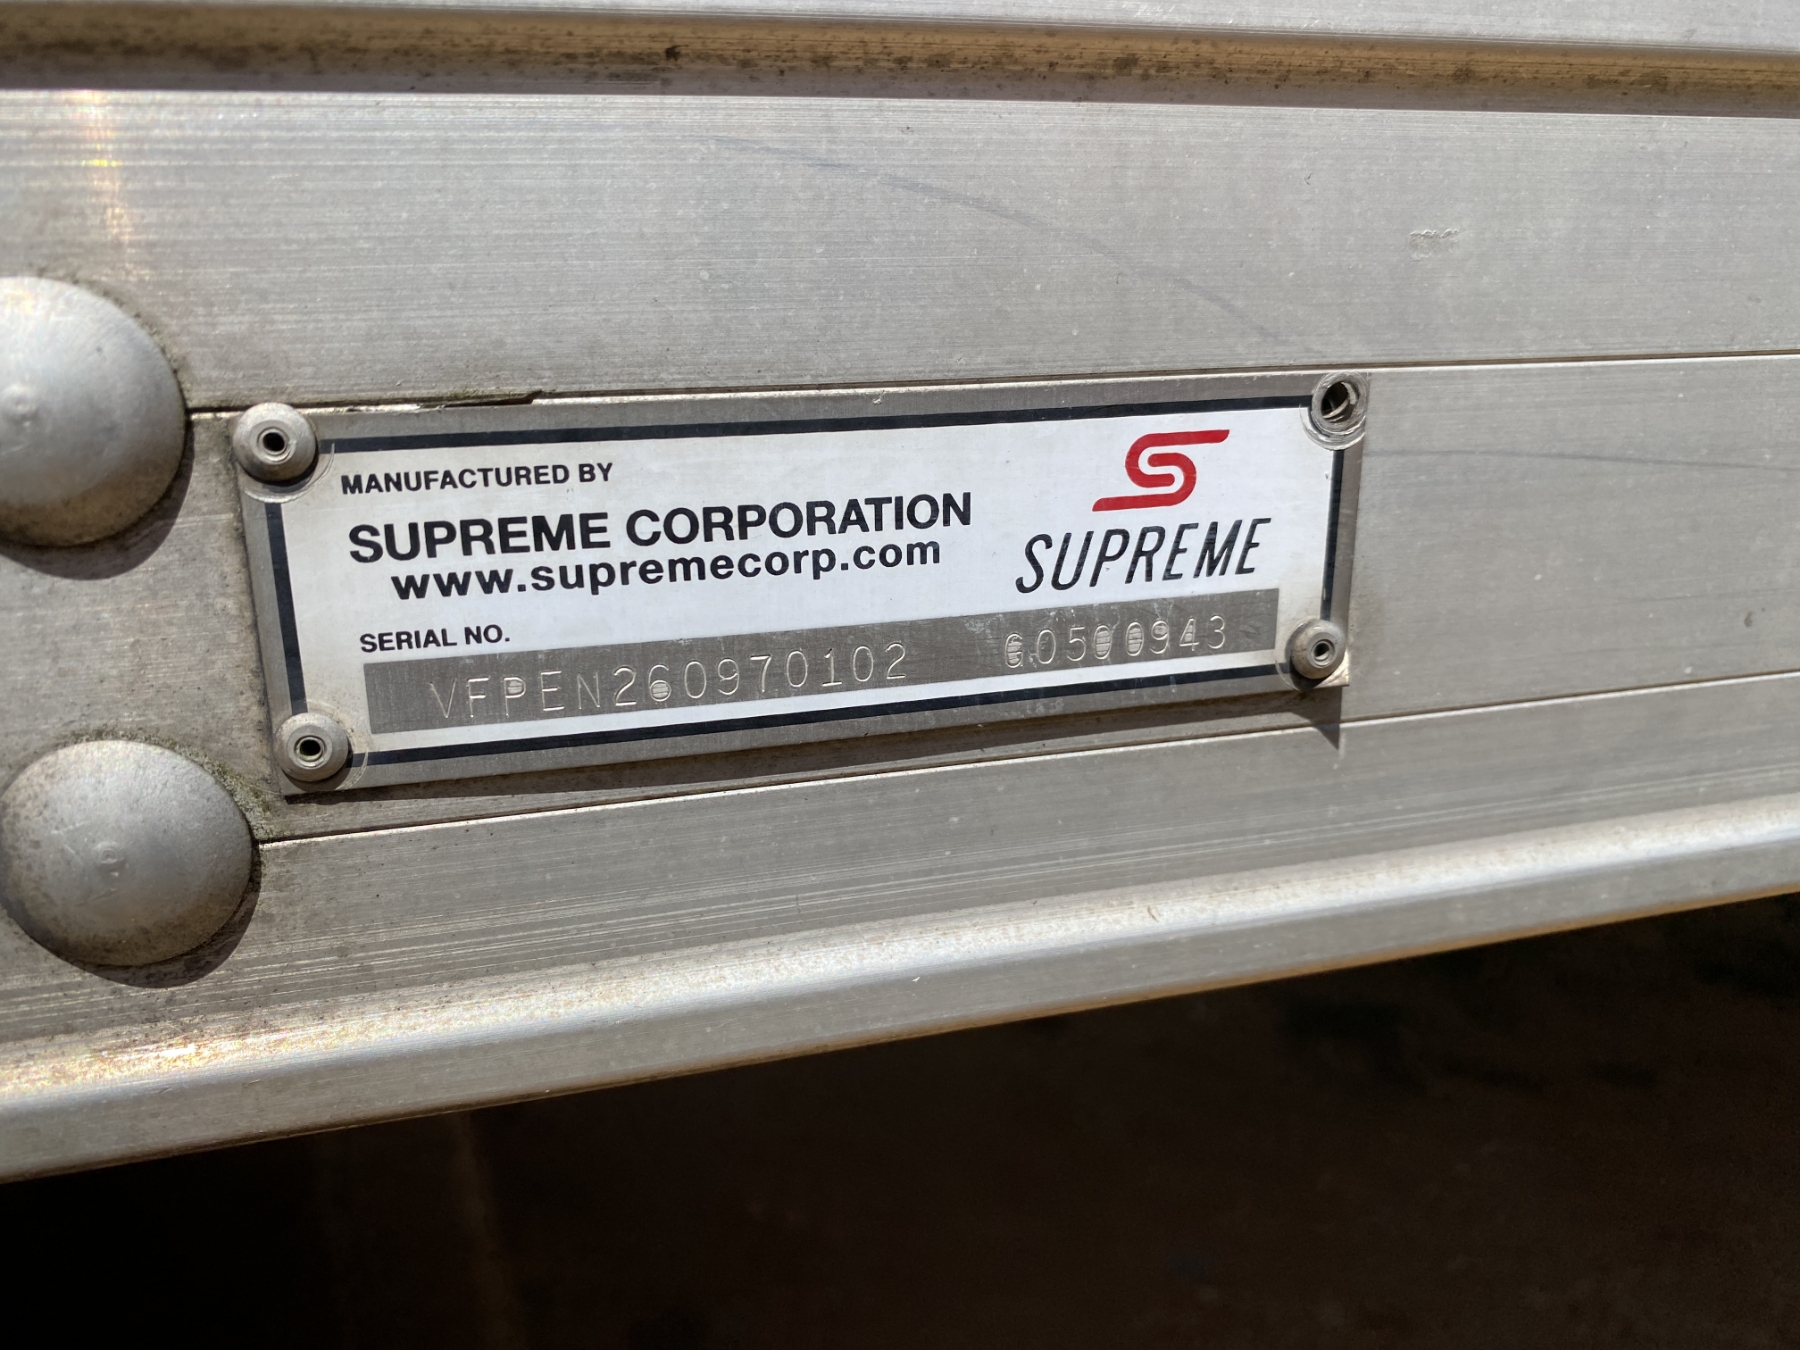 MANUFACTURED BY
SUPREME CORPORATION
www.supremecorp.com
SUPREME
SERIAL NO.
VFPEN260970102 G0500943